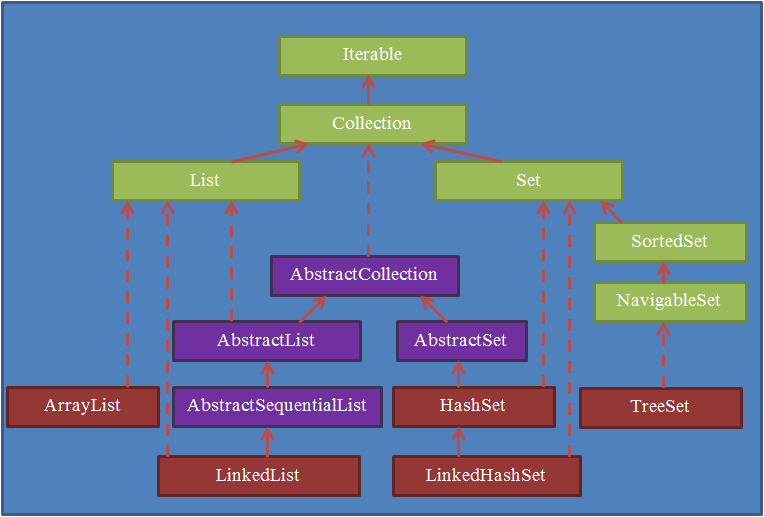 Iterable
Collection
List
Set
SortedSet
AbstractCollection
NavigableSet
AbstractList
AbstractSet
ArrayList
AbstractSequentialList
HashSet
TreeSet
LinkedList
LinkedHashSet